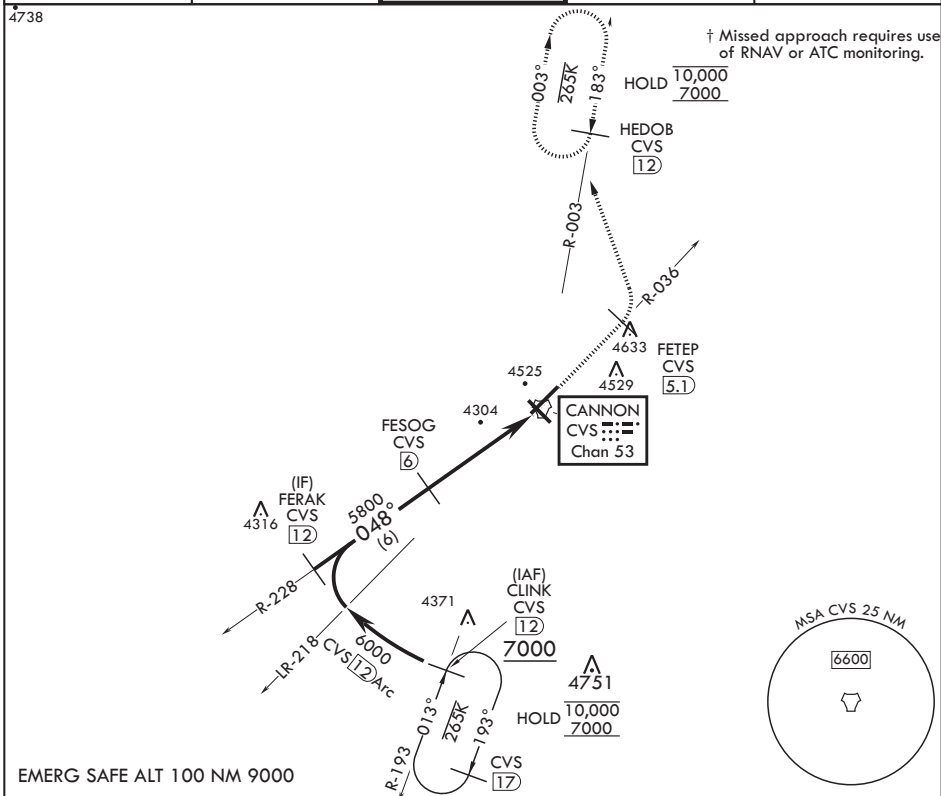 4738
† Missed approach requires use
of RNAV or ATC monitoring.
003°
265K
183°
HOLD
10,000
7000
HEDOB
CVS
12
R-003
R-036
4633
FETEP
CVS
5.1
4525
4529
4304
CANNON
CVS
Chan 53
FESOG
CVS
6
(IF)
FERAK
CVS
12
4316
5800
048°
(6)
R-228
LR-218
6000
CVS 12 Arc
4371
(IAF)
CLINK
CVS
12
7000
4751
HOLD
10,000
7000
013°
265K
193°
R-193
CVS
17
MSA CVS 25 NM
6600
EMERG SAFE ALT 100 NM 9000